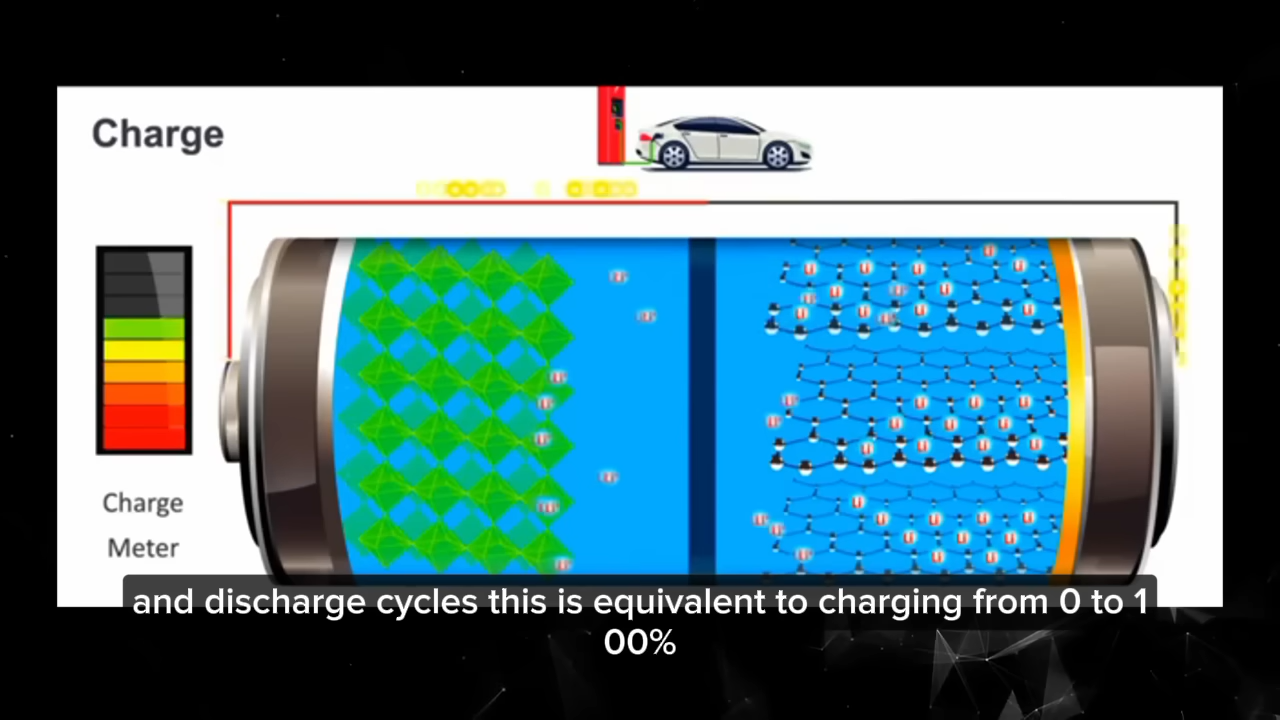 Charge
Charge
Meter
and discharge cycles this is equivalent to charging from 0 to 1
00%